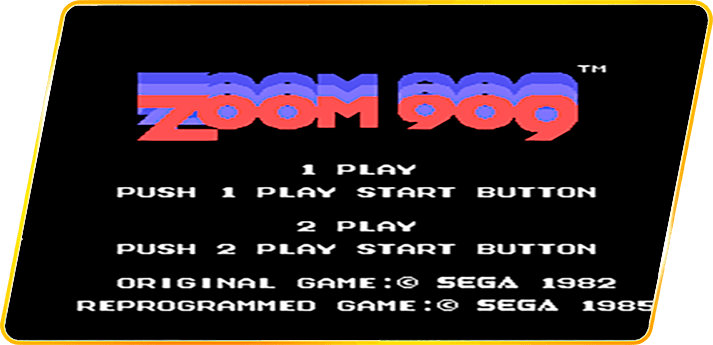 ZOOM 909 ™
1 PLAY
PUSH 1 PLAY START BUTTON
2 PLAY
PUSH 2 PLAY START BUTTON
ORIGINAL GAME:© SEGA 1982
REPROGRAMMED GAME:© SEGA 1985